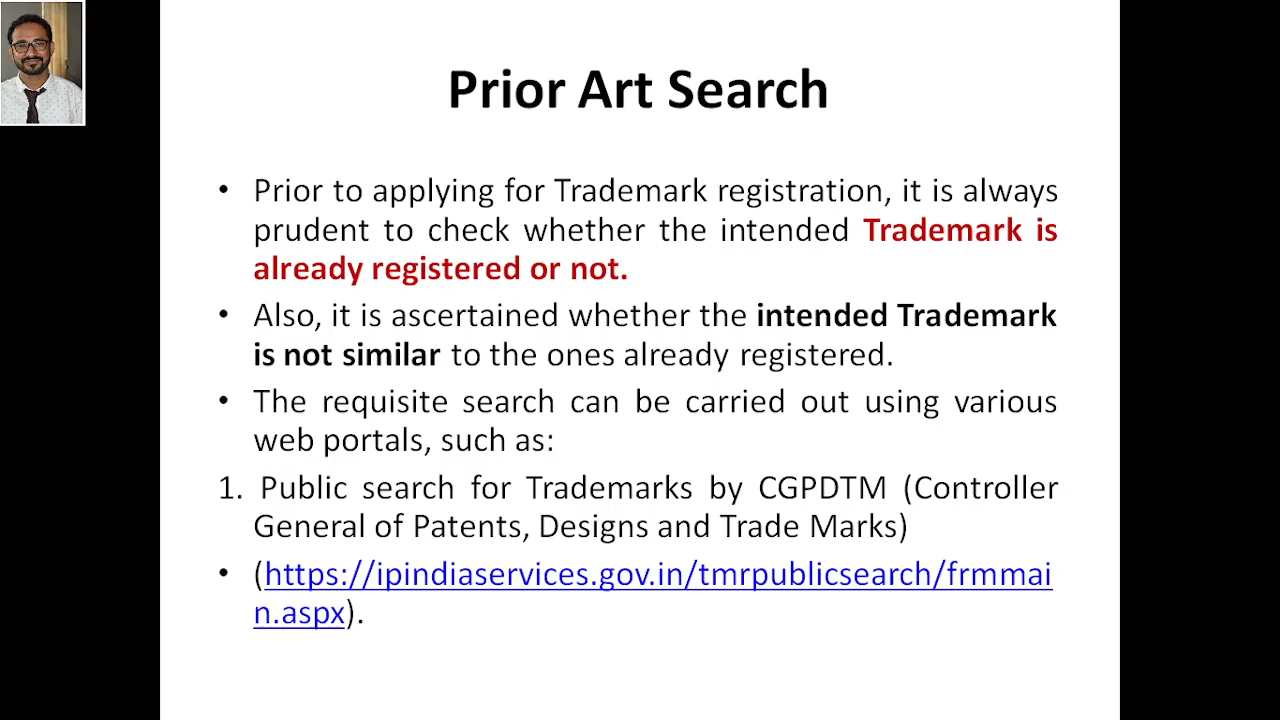 Prior Art Search
• Prior to applying for Trademark registration, it is always
prudent to check whether the intended Trademark is
already registered or not.
• Also, it is ascertained whether the intended Trademark
is not similar to the ones already registered.
• The requisite search can be carried out using various
web portals, such as:
1. Public search for Trademarks by CGPDTM (Controller
General of Patents, Designs and Trade Marks)
• (https://ipindiaservices.gov.in/tmrpublicsearch/frmmai
n.aspx).